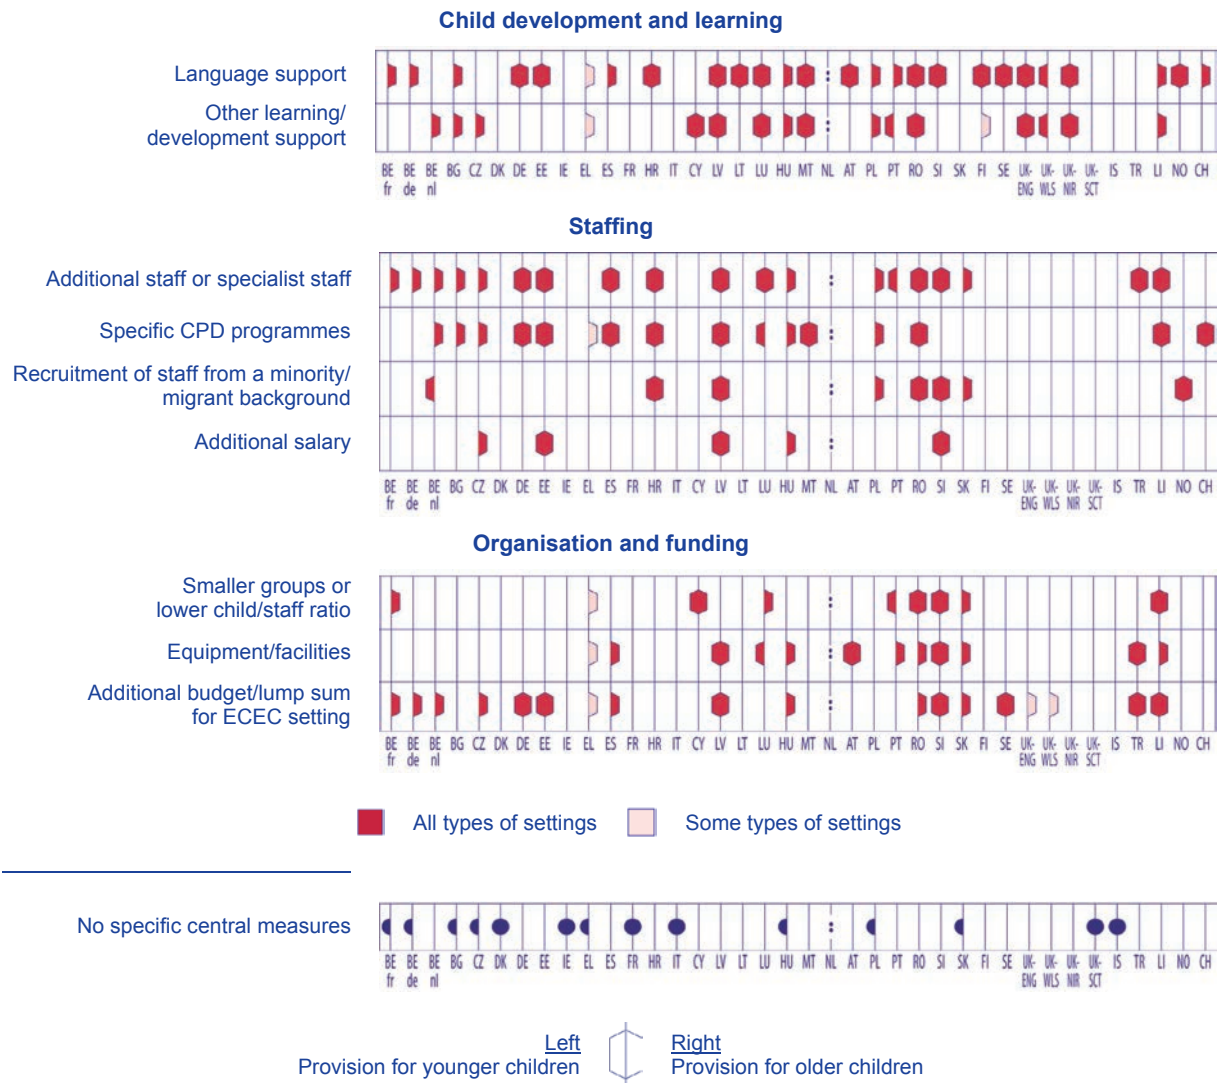 Child development and learning
Language support
Other learning/
development support
BE BE BE BG CZ DK DE EE IE EL ES FR HR IT CY LV LT LU HU MT NL AT PL PT RO SI SK FI SE UK- UK- UK- UK- IS TR LI NO CH
fr de nl ENG WLS NIR SCT
Staffing
Additional staff or specialist staff
Specific CPD programmes
Recruitment of staff from a minority/
migrant background
Additional salary
BE BE BE BG CZ DK DE EE IE EL ES FR HR IT CY LV LT LU HU MT NL AT PL PT RO SI SK FI SE UK- UK- UK- UK- IS TR LI NO CH
fr de nl ENG WLS NIR SCT
Organisation and funding
Smaller groups or
lower child/staff ratio
Equipment/facilities
Additional budget/lump sum
for ECEC setting
BE BE BE BG CZ DK DE EE IE EL ES FR HR IT CY LV LT LU HU MT NL AT PL PT RO SI SK FI SE UK- UK- UK- UK- IS TR LI NO CH
fr de nl ENG WLS NIR SCT
All types of settings Some types of settings
No specific central measures
BE BE BE BG CZ DK DE EE IE EL ES FR HR IT CY LV LT LU HU MT NL AT PL PT RO SI SK FI SE UK- UK- UK- UK- IS TR LI NO CH
fr de nl ENG WLS NIR SCT
Left Right
Provision for younger children Provision for older children